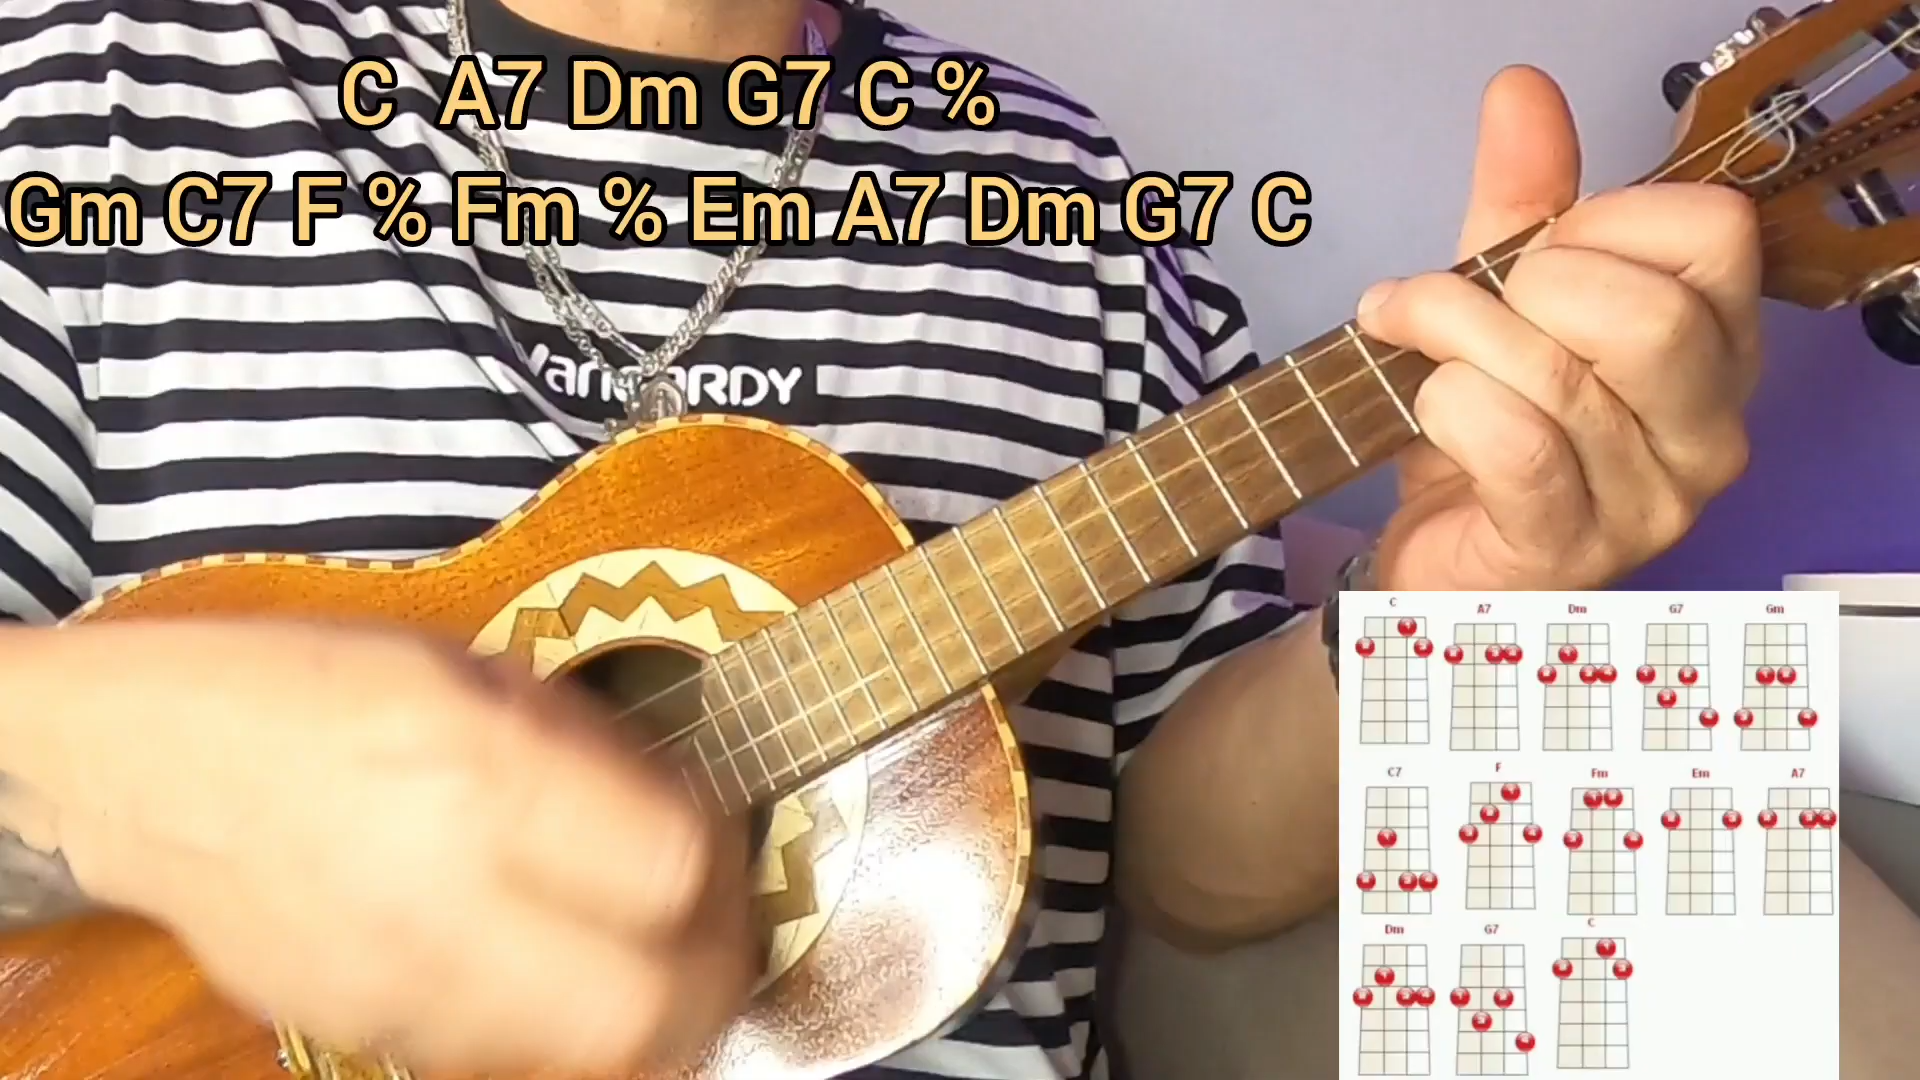 C A7 Dm G7 C %
Gm C7 F % Fm % Em A7 Dm G7 C
C A7 Dm G7 Gm
C7 F Fm Em A7
Dm G7 C